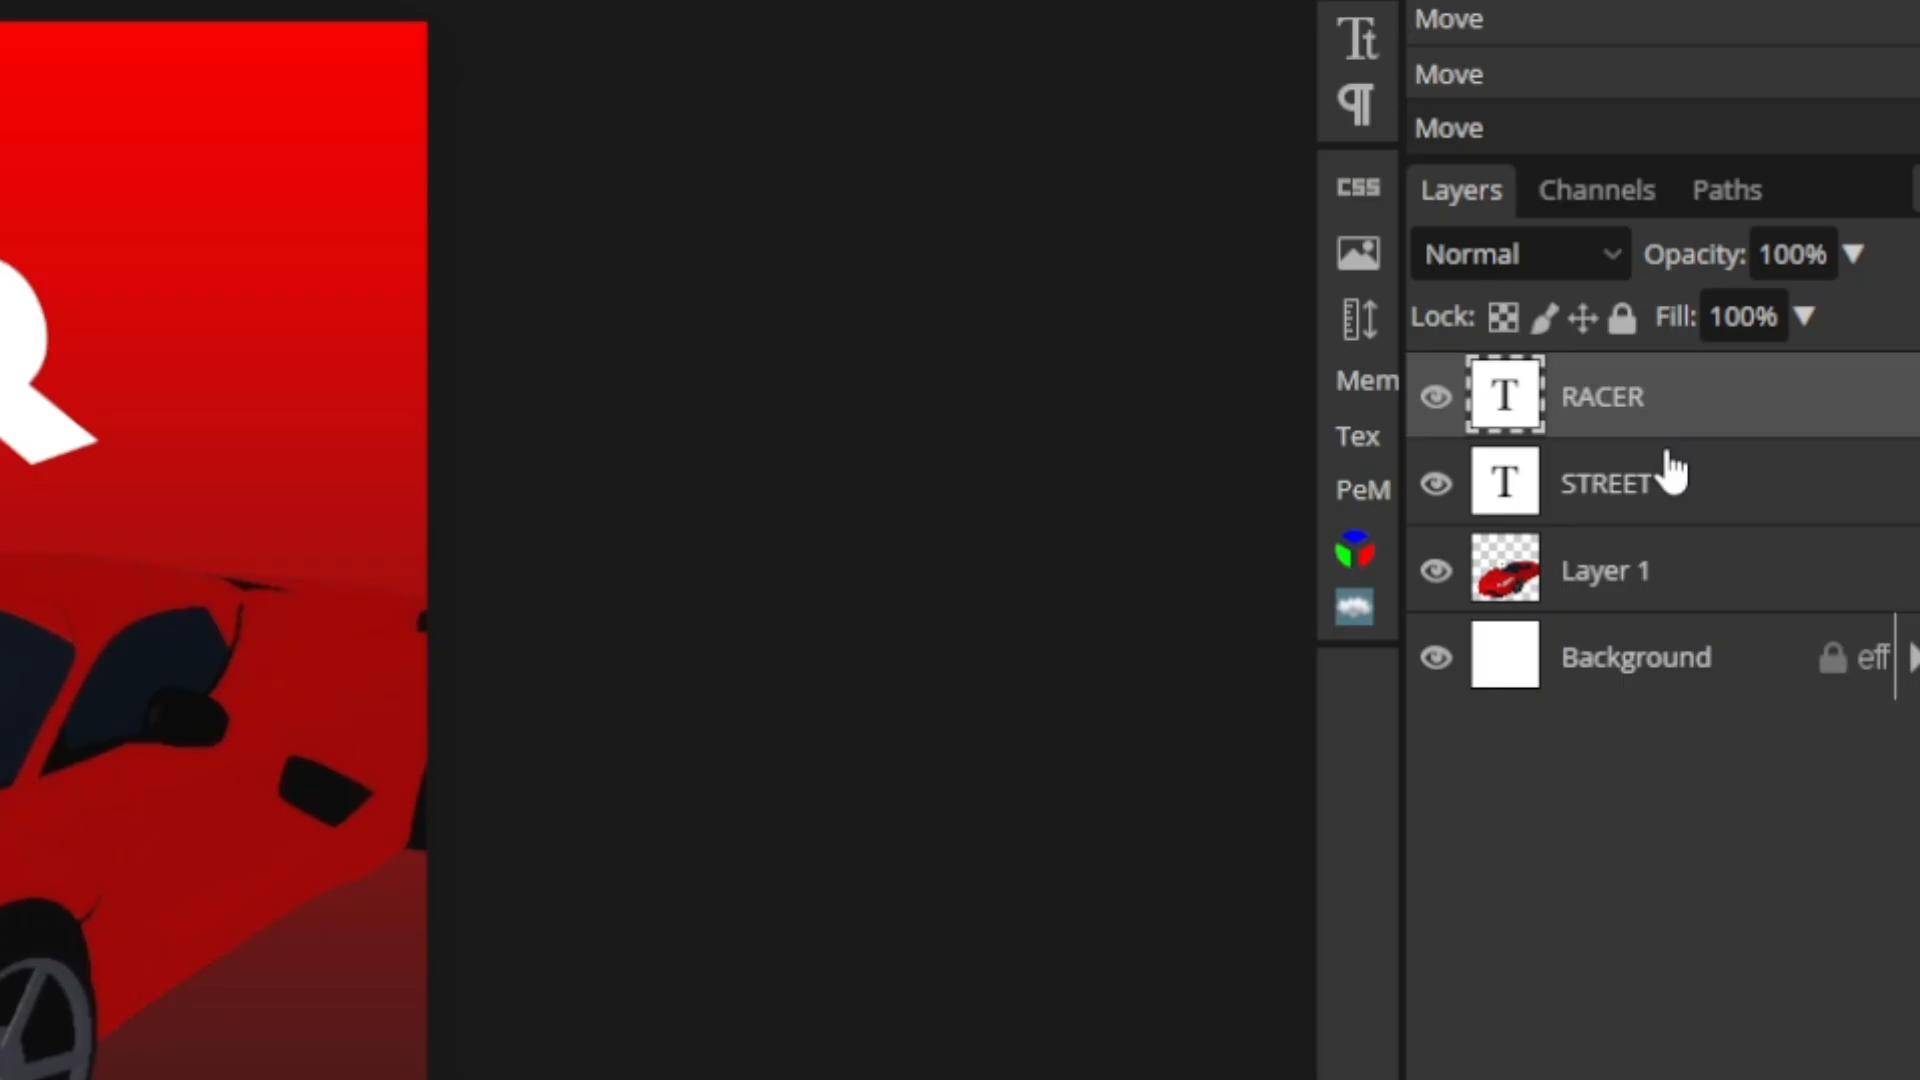 Move
Tt
Move
¶
Move
CSS
Layers Channels Paths
Normal Opacity: 100%
Lock: Fill: 100%
Mem
T RACER
Tex
T STREET
PeM
Layer 1
Background eff
R